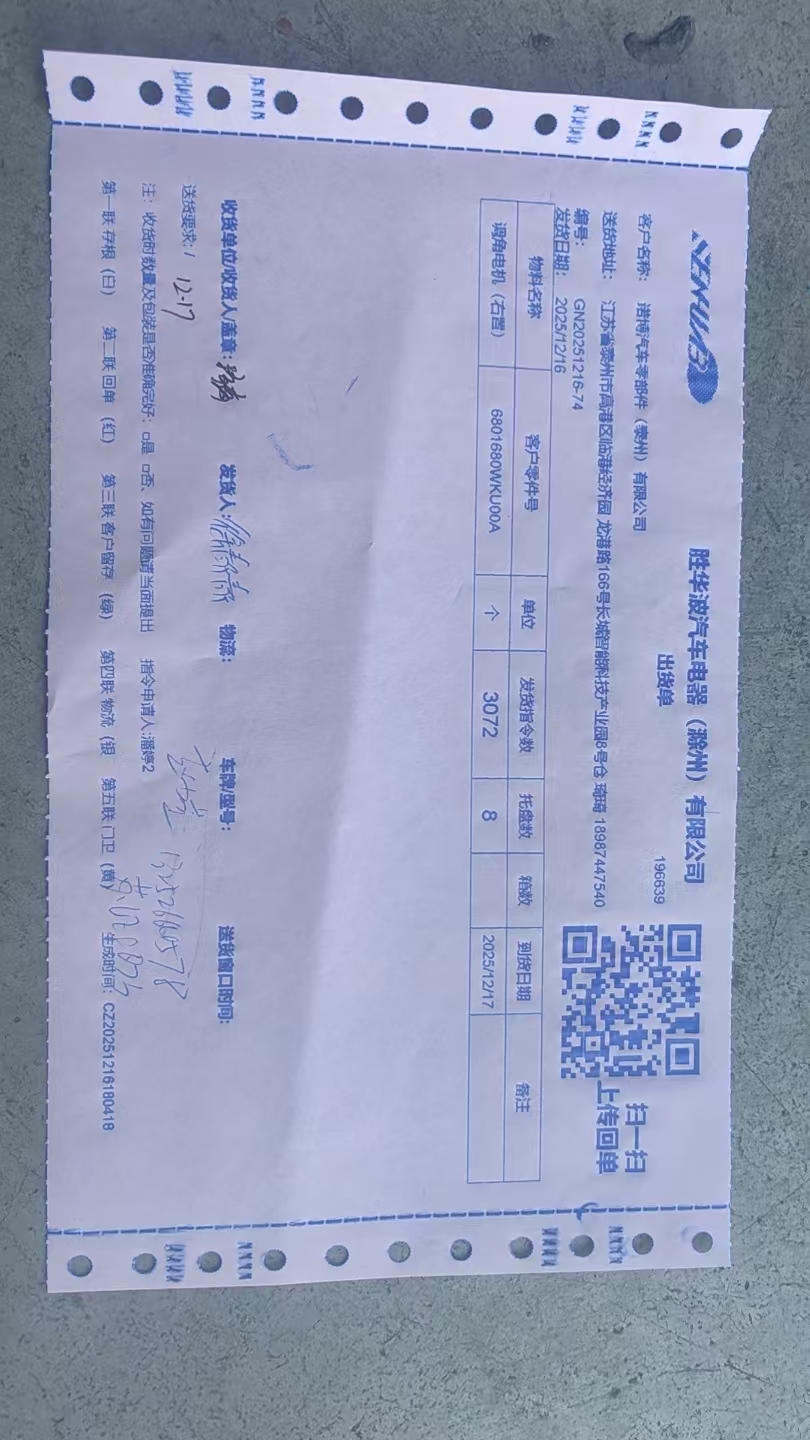 胜华波汽车电器（滁州）有限公司
出货单
196639
扫一扫
上传回单
客户名称： 诺博汽车零部件（泰州）有限公司
送货地址： 江苏省泰州市高港区临港经济园 龙港路166号长城智能科技产业园8号仓 琦琦 18987447540
编号： GN20251216-74
发货日期： 2025/12/16
物料名称 客户零件号 单位 发货指令数 托盘数 箱数 到货日期 备注
调角电机（右置） 6801680WKU00A 个 3072 8 2025/12/17
收货单位/收货人/盖章： 发货人： 物流： 车牌/型号： 送货窗口时间：
送货要求：/ 12-17
注：收货时数量及包装是否准确完好：□是 □否、如有问题请当面提出 指令申请人：潘婷2
第一联 存根（白） 第二联 回单（红） 第三联 客户留存（绿） 第四联 物流（银 第五联 门卫（黄） 生成时间：CZ20251216180418